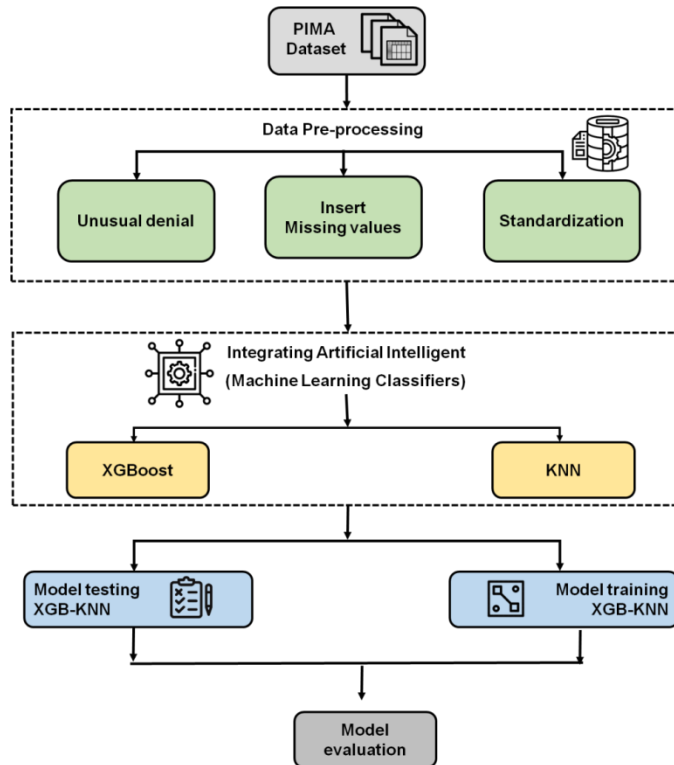 PIMA
Dataset
Data Pre-processing
Unusual denial
Insert
Missing values
Standardization
Integrating Artificial Intelligent
(Machine Learning Classifiers)
XGBoost
KNN
Model testing
XGB-KNN
Model training
XGB-KNN
Model
evaluation